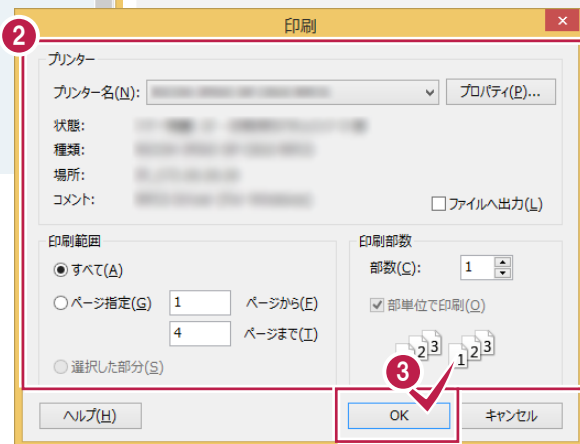 印刷
×
2
プリンター
プリンター名(N):
プロパティ(P)...
状態:
種類:
場所:
コメント:
ファイルへ出力(L)
印刷範囲
すべて(A)
ページ指定(G) 1 ページから(F)
4 ページまで(T)
選択した部分(S)
印刷部数
部数(C): 1
部単位で印刷(O)
2 3 1 2 3
3
ヘルプ(H) OK キャンセル